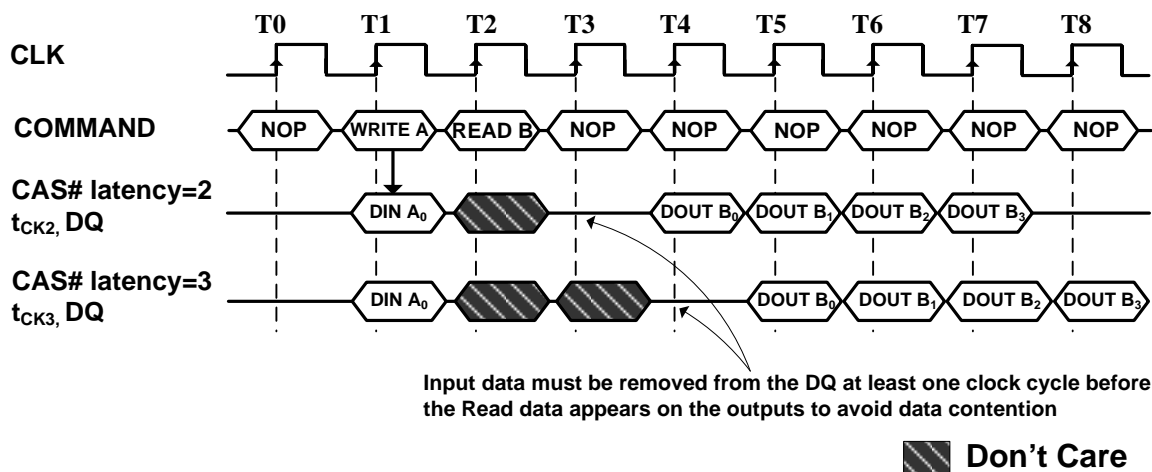 T0 T1 T2 T3 T4 T5 T6 T7 T8
CLK
COMMAND NOP WRITE A READ B NOP NOP NOP NOP NOP NOP
CAS# latency=2
tCK2, DQ DIN A0 DOUT B0 DOUT B1 DOUT B2 DOUT B3
CAS# latency=3
tCK3, DQ DIN A0 DOUT B0 DOUT B1 DOUT B2 DOUT B3
Input data must be removed from the DQ at least one clock cycle before
the Read data appears on the outputs to avoid data contention
Don't Care